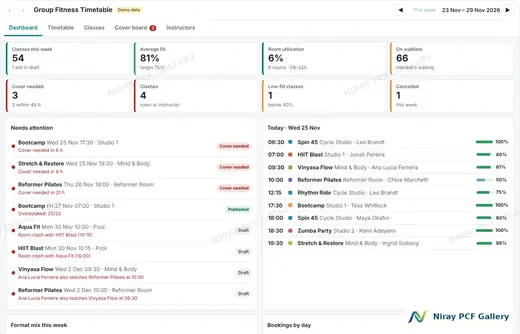 Group Fitness Timetable Demo data
This week 23 Nov – 29 Nov 2026
Dashboard Timetable Classes Cover board 3 Instructors
Classes this week
54
1 still in draft
Average fill
81%
target 75%
Room utilisation
6%
6 rooms · 06–22h
On waitlists
66
members waiting
Cover needed
3
3 within 48 h
Clashes
4
room or instructor
Low-fill classes
1
below 40%
Cancelled
1
this week
Needs attention
Bootcamp Wed 25 Nov 17:30 · Studio 1
Cover needed in 8 h
Cover needed
Stretch & Restore Wed 25 Nov 19:30 · Mind & Body
Cover needed
Reformer Pilates Thu 26 Nov 19:00 · Reformer Room
Cover needed in 31 h
Cover needed
Bootcamp Fri 27 Nov 07:00 · Studio 1
Overbooked: 25/22
Published
Aqua Fit Mon 30 Nov 10:00 · Pool
Room clash with HIIT Blast (10:15)
Draft
HIIT Blast Mon 30 Nov 10:15 · Pool
Room clash with Aqua Fit (10:00)
Draft
Vinyasa Flow Wed 2 Dec 09:30 · Mind & Body
Ana Lucia Ferreira also teaches Reformer Pilates at 10:00
Draft
Reformer Pilates Wed 2 Dec 10:00 · Reformer Room
Ana Lucia Ferreira also teaches Vinyasa Flow at 09:30
Draft
Today · Wed 25 Nov
06:30 Spin 45 Cycle Studio · Leo Brandt 100%
07:00 HIIT Blast Studio 1 · Jonah Pereira 80%
09:30 Vinyasa Flow Mind & Body · Ana Lucia Ferreira 81%
10:00 Reformer Pilates Reformer Room · Chloe Marchetti 50%
12:15 Rhythm Ride Cycle Studio · Leo Brandt 75%
17:30 Bootcamp Studio 1 · Tess Whitlock 100%
18:00 Spin 45 Cycle Studio · Maya Okafor 83%
18:30 Zumba Party Studio 2 · Kemi Adeyemi 100%
19:30 Stretch & Restore Mind & Body · Ingrid Solberg 88%
Format mix this week
Bookings by day
Niray PCF Gallery